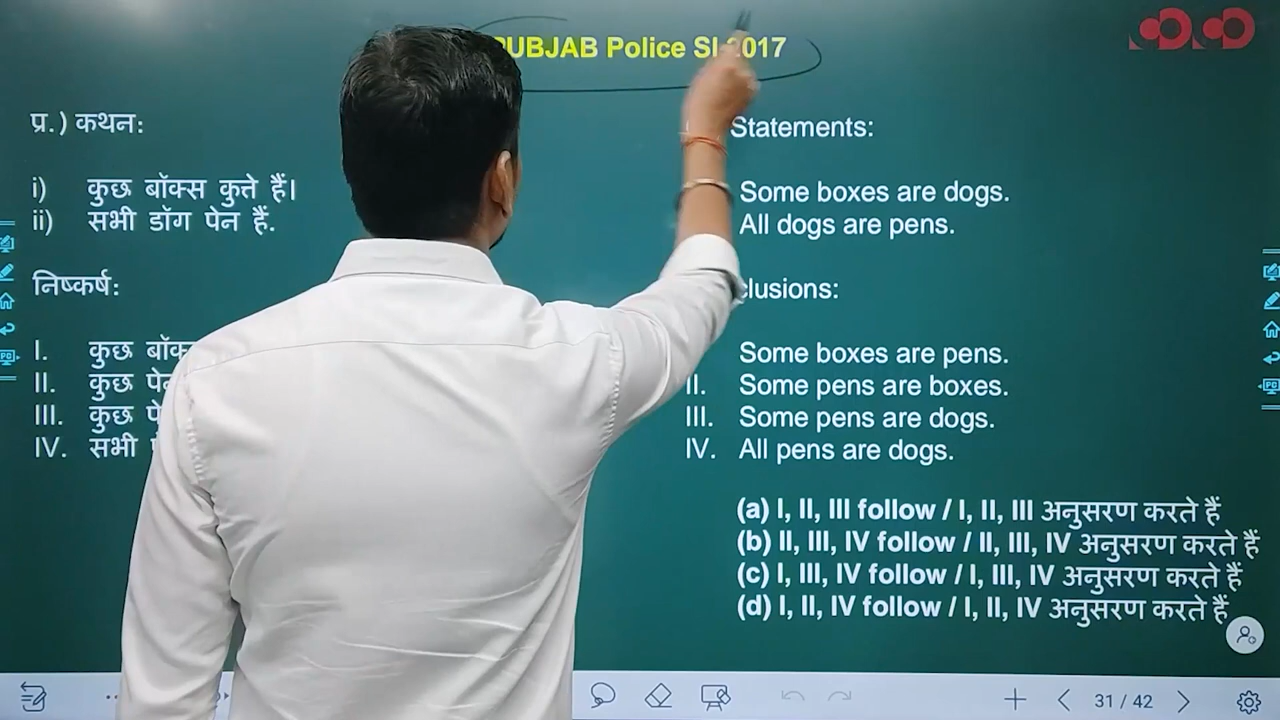 PUBJAB Police SI 2017
प्र.) कथन:
i) कुछ बॉक्स कुत्ते हैं।
ii) सभी डॉग पेन हैं.
निष्कर्ष:
I. कुछ
II. कुछ
III. कुछ
IV. सभी
Statements:
Some boxes are dogs.
All dogs are pens.
clusions:
Some boxes are pens.
II. Some pens are boxes.
III. Some pens are dogs.
IV. All pens are dogs.
(a) I, II, III follow / I, II, III अनुसरण करते हैं
(b) II, III, IV follow / II, III, IV अनुसरण करते हैं
(c) I, III, IV follow / I, III, IV अनुसरण करते हैं
(d) I, II, IV follow / I, II, IV अनुसरण करते हैं
31 / 42